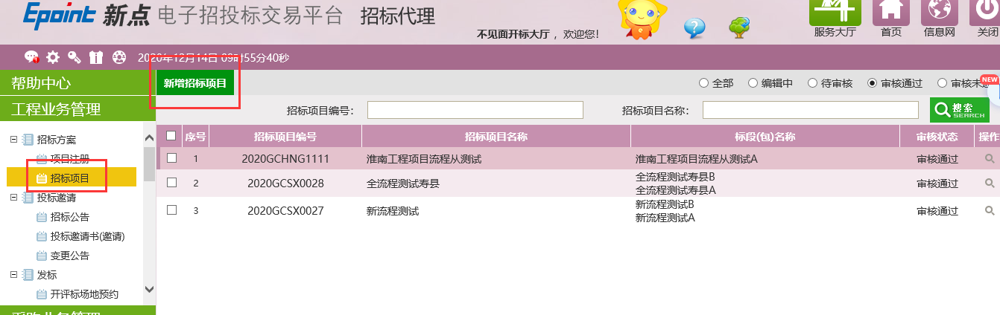 Epoint 新点 电子招投标交易平台 招标代理
不见面开标大厅 ，欢迎您!
服务大厅 首页 信息网 关闭
2020年12月14日 09时55分40秒
帮助中心
新增招标项目
全部 编辑中 待审核 审核通过 审核未通
NEW
工程业务管理
招标项目编号： 招标项目名称： 搜索 SEARCH
招标方案
项目注册
招标项目
投标邀请
招标公告
投标邀请书(邀请)
变更公告
发标
开评标场地预约
采购业务管理
序号 招标项目编号 招标项目名称 标段(包)名称 审核状态 操作
1 2020GCHNG1111 淮南工程项目流程从测试 淮南工程项目流程从测试A 审核通过
2 2020GCSX0028 全流程测试寿县 全流程测试寿县B 审核通过
全流程测试寿县A
3 2020GCSX0027 新流程测试 新流程测试B 审核通过
新流程测试A